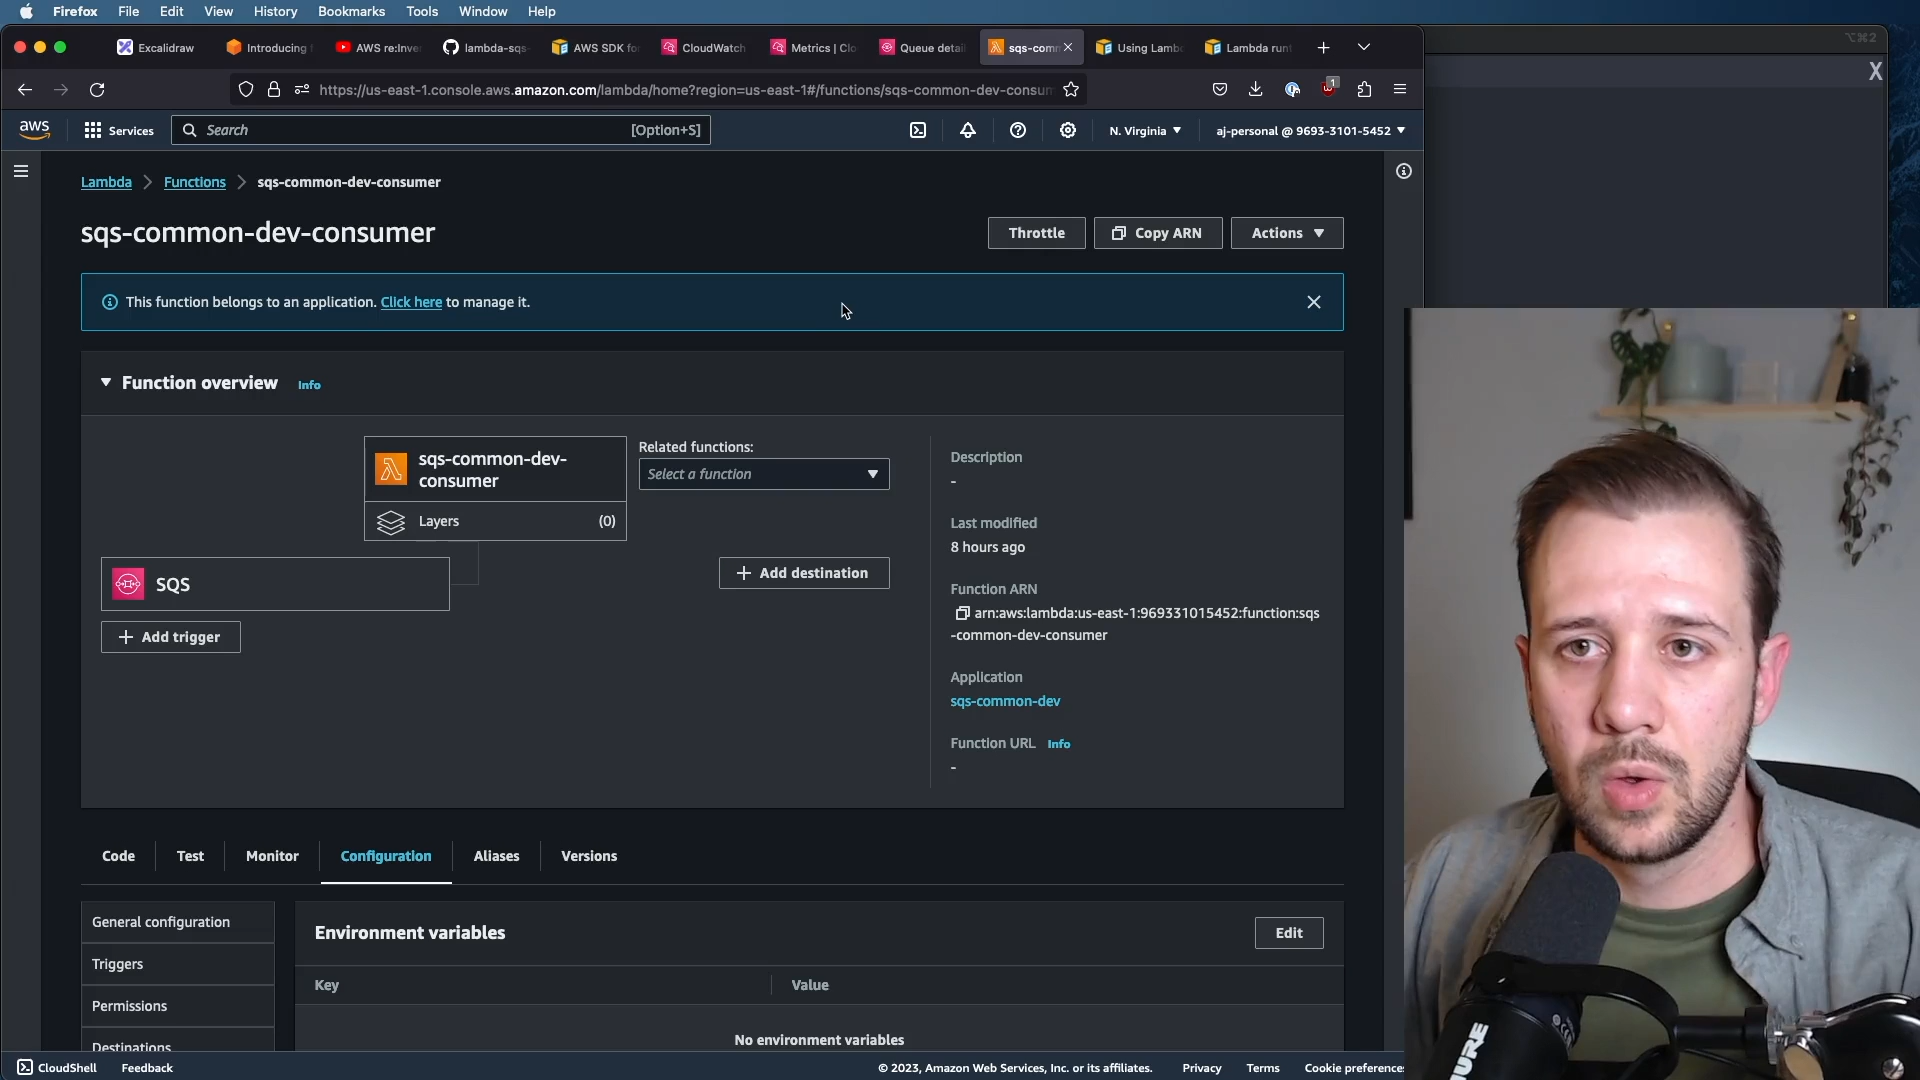 Firefox File Edit View History Bookmarks Tools Window Help
Excalidraw Introducing AWS re:Inven lambda-sqs- AWS SDK fo CloudWatch Metrics | Clo Queue detai sqs-comm Using Lambd Lambda runt
https://us-east-1.console.aws.amazon.com/lambda/home?region=us-east-1#/functions/sqs-common-dev-consum
1
⌥⌘2
X
aws Services Search [Option+S] N. Virginia ▼ aj-personal @ 9693-3101-5452 ▼
Lambda > Functions > sqs-common-dev-consumer
sqs-common-dev-consumer
Throttle Copy ARN Actions ▼
This function belongs to an application. Click here to manage it.
▼ Function overview Info
sqs-common-dev-
consumer
Layers (0)
Related functions:
Select a function
SQS
+ Add trigger
+ Add destination
Description
-
Last modified
8 hours ago
Function ARN
arn:aws:lambda:us-east-1:969331015452:function:sqs
-common-dev-consumer
Application
sqs-common-dev
Function URL Info
-
Code Test Monitor Configuration Aliases Versions
General configuration
Triggers
Permissions
Destinations
Environment variables
Edit
Key Value
No environment variables
CloudShell Feedback © 2023, Amazon Web Services, Inc. or its affiliates. Privacy Terms Cookie preferences